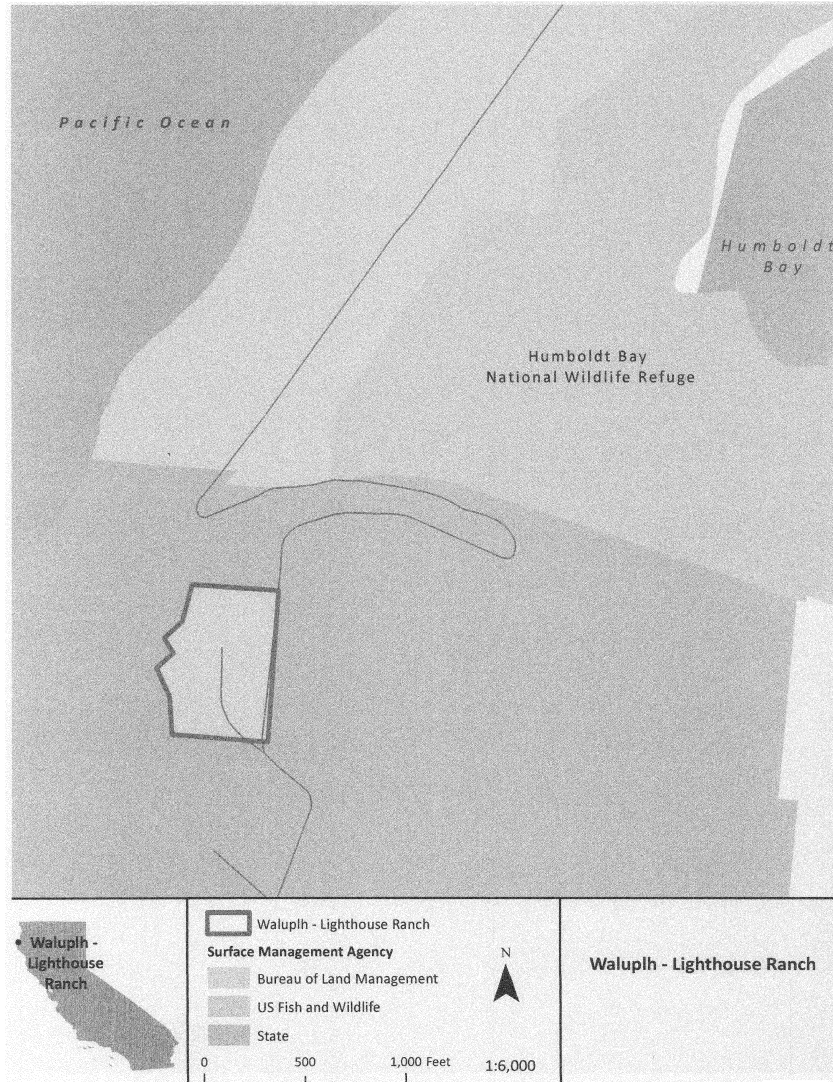 Pacific Ocean
Humboldt
Bay
Humboldt Bay
National Wildlife Refuge
Waluplh -
Lighthouse
Ranch
Waluplh - Lighthouse Ranch
Surface Management Agency
Bureau of Land Management
US Fish and Wildlife
State
0 500 1,000 Feet
1:6,000
N
Waluplh - Lighthouse Ranch